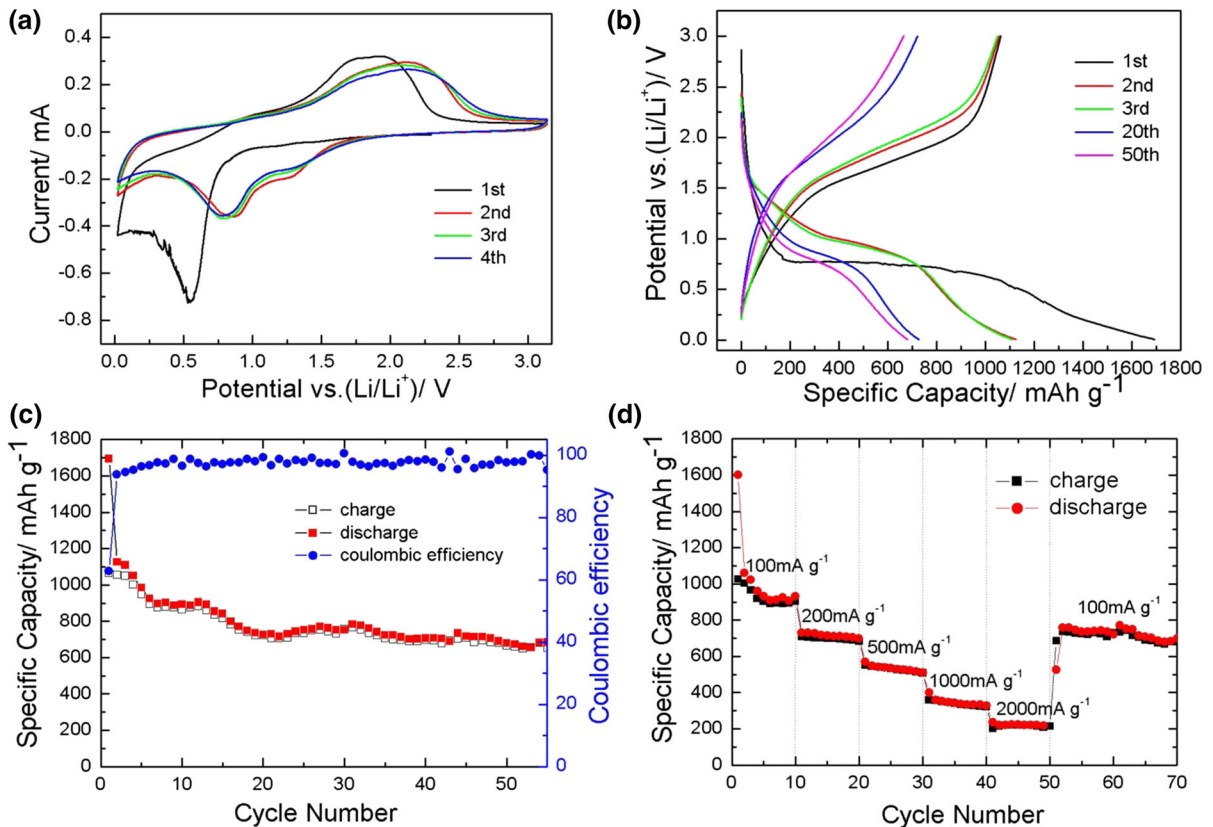 (a)
0.4
0.2
0.0
-0.2
-0.4
-0.6
-0.8
Current/ mA
1st
2nd
3rd
4th
0.0 0.5 1.0 1.5 2.0 2.5 3.0
Potential vs.(Li/Li⁺)/ V
(b)
3.0
2.5
2.0
1.5
1.0
0.5
0.0
Potential vs.(Li/Li⁺)/ V
1st
2nd
3rd
20th
50th
0 200 400 600 800 1000 1200 1400 1600 1800
Specific Capacity/ mAh g⁻¹
(c)
1800
1600
1400
1200
1000
800
600
400
200
0
Specific Capacity/ mAh g⁻¹
charge
discharge
coulombic efficiency
100
80
60
40
20
0
Coulombic efficiency
0 10 20 30 40 50
Cycle Number
(d)
1800
1600
1400
1200
1000
800
600
400
200
0
Specific Capacity/ mAh g⁻¹
charge
discharge
100mA g⁻¹
200mA g⁻¹
500mA g⁻¹
1000mA g⁻¹
2000mA g⁻¹
100mA g⁻¹
0 10 20 30 40 50 60 70
Cycle Number